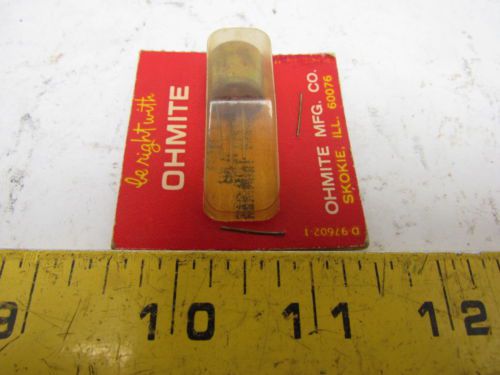 be right with
OHMITE
OHMITE MFG. CO.
SKOKIE, ILL. 60076
D 97602-1
9 10 11 12